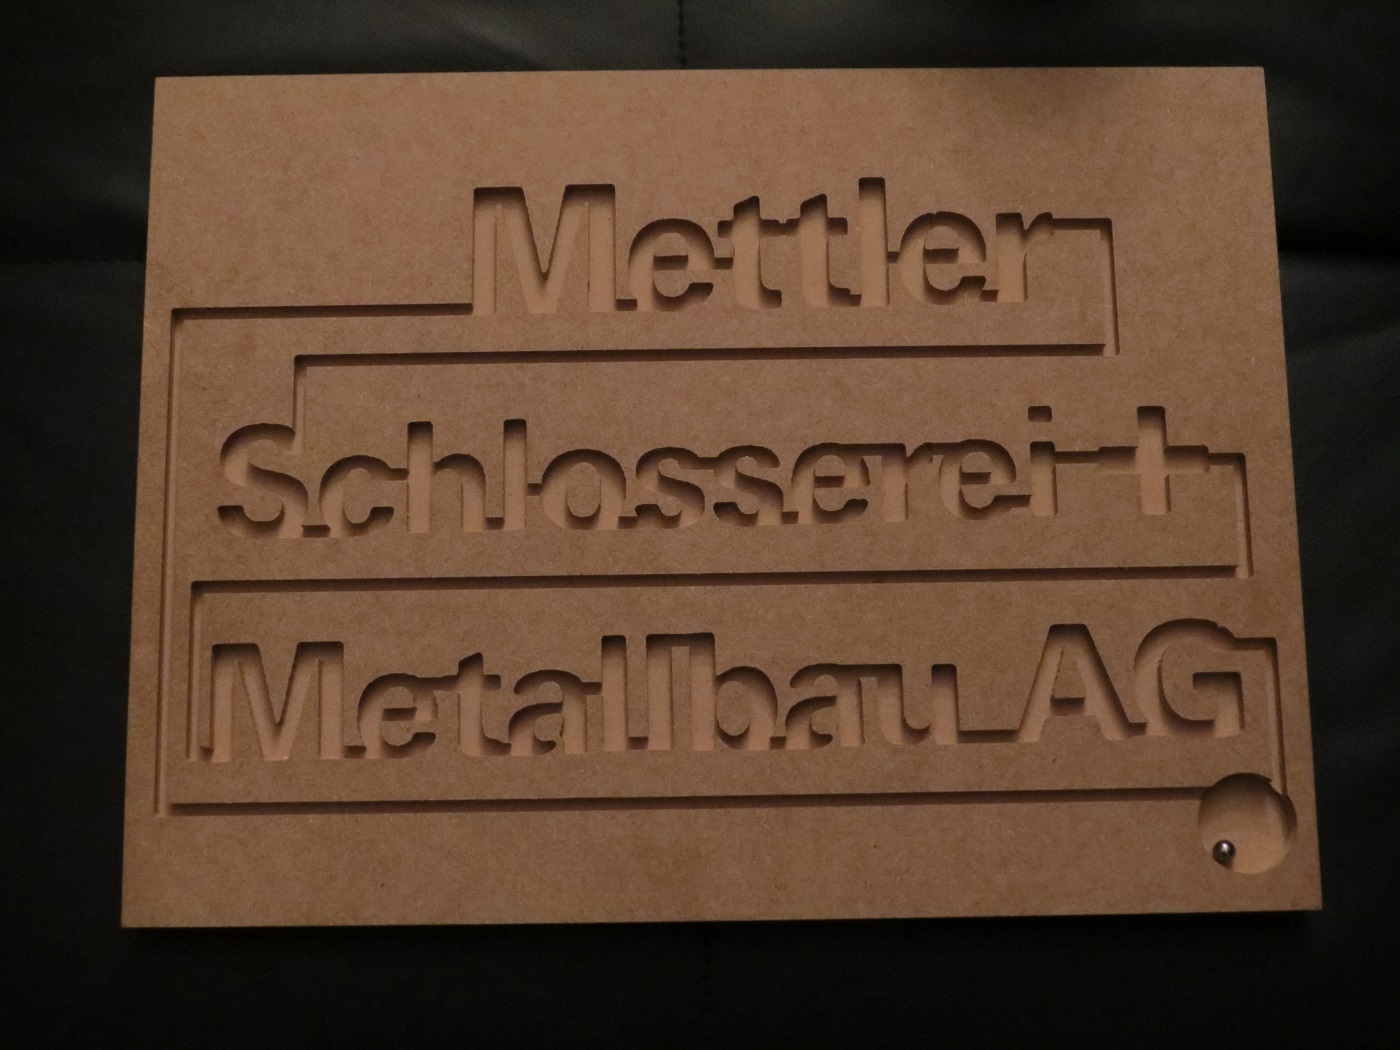 Mettler
Schlosserei +
Metallbau AG